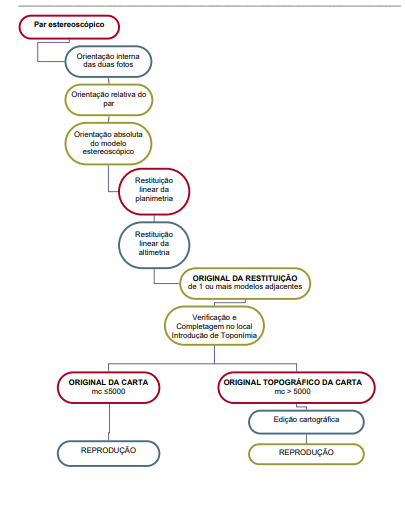 Par estereoscópico
Orientação interna
das duas fotos
Orientação relativa do
par
Orientação absoluta
do modelo
estereoscópico
Restituição
linear da
planimetria
Restituição
linear da
altimetria
ORIGINAL DA RESTITUIÇÃO
de 1 ou mais modelos adjacentes
Verificação e
Completagem no local
Introdução de Toponímia
ORIGINAL DA CARTA
mc ≤5000
ORIGINAL TOPOGRÁFICO DA CARTA
mc > 5000
Edição cartográfica
REPRODUÇÃO
REPRODUÇÃO